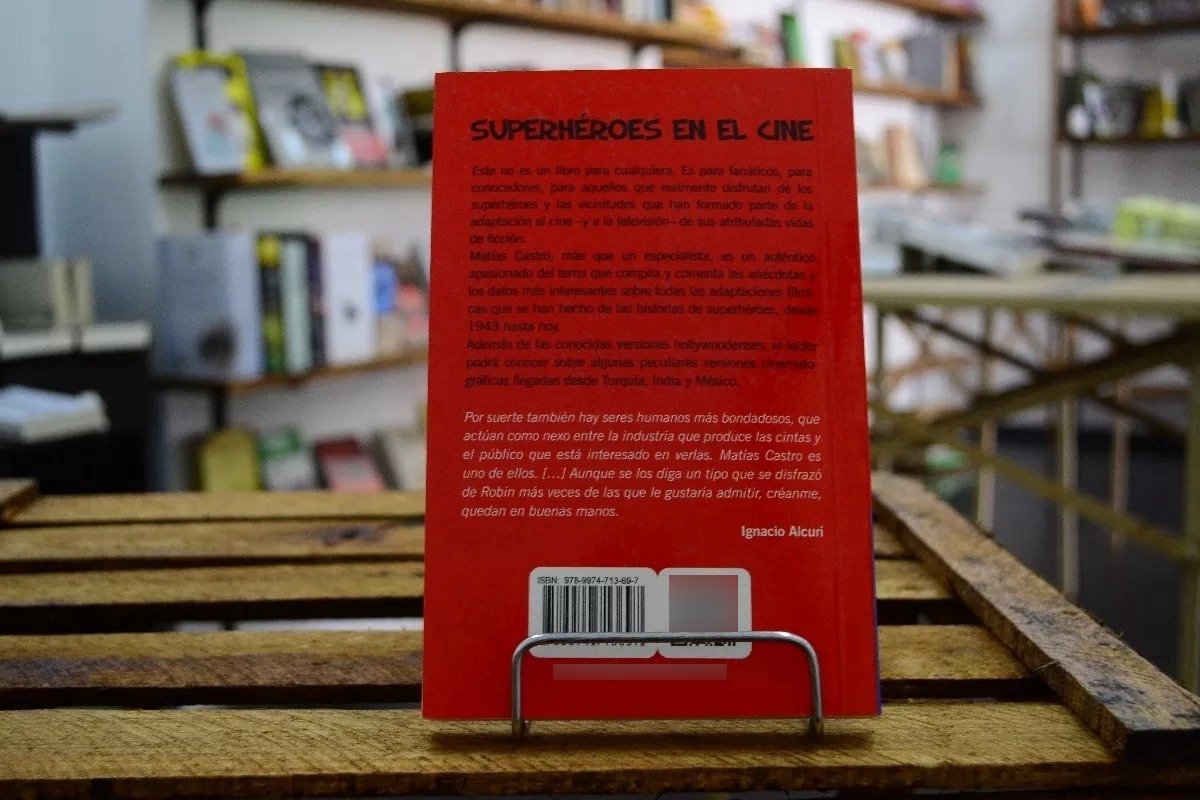 SUPERHÉROES EN EL CINE
Este no es un libro para cualquiera. Es para fanáticos, para
conocedores, para aquellos que realmente disfrutan de los
superhéroes y las vicisitudes que han formado parte de la
adaptación al cine –y a la televisión– de sus atribuladas vidas
de ficción.
Matías Castro, más que un especialista, es un auténtico
apasionado del tema que compila y comenta las anécdotas y
los datos más interesantes sobre todas las adaptaciones fílmi-
cas que se han hecho de las historias de superhéroes, desde
1943 hasta hoy.
Además de las conocidas versiones hollywoodenses, el lector
podrá conocer sobre algunas peculiares versiones cinemato-
gráficas llegadas desde Turquía, India y México.
Por suerte también hay seres humanos más bondadosos, que
actúan como nexo entre la industria que produce las cintas y
el público que está interesado en verlas. Matías Castro es
uno de ellos. [...] Aunque se los diga un tipo que se disfrazó
de Robin más veces de las que le gustaría admitir, créanme,
quedan en buenas manos.
Ignacio Alcuri
ISBN: 978-9974-713-69-7